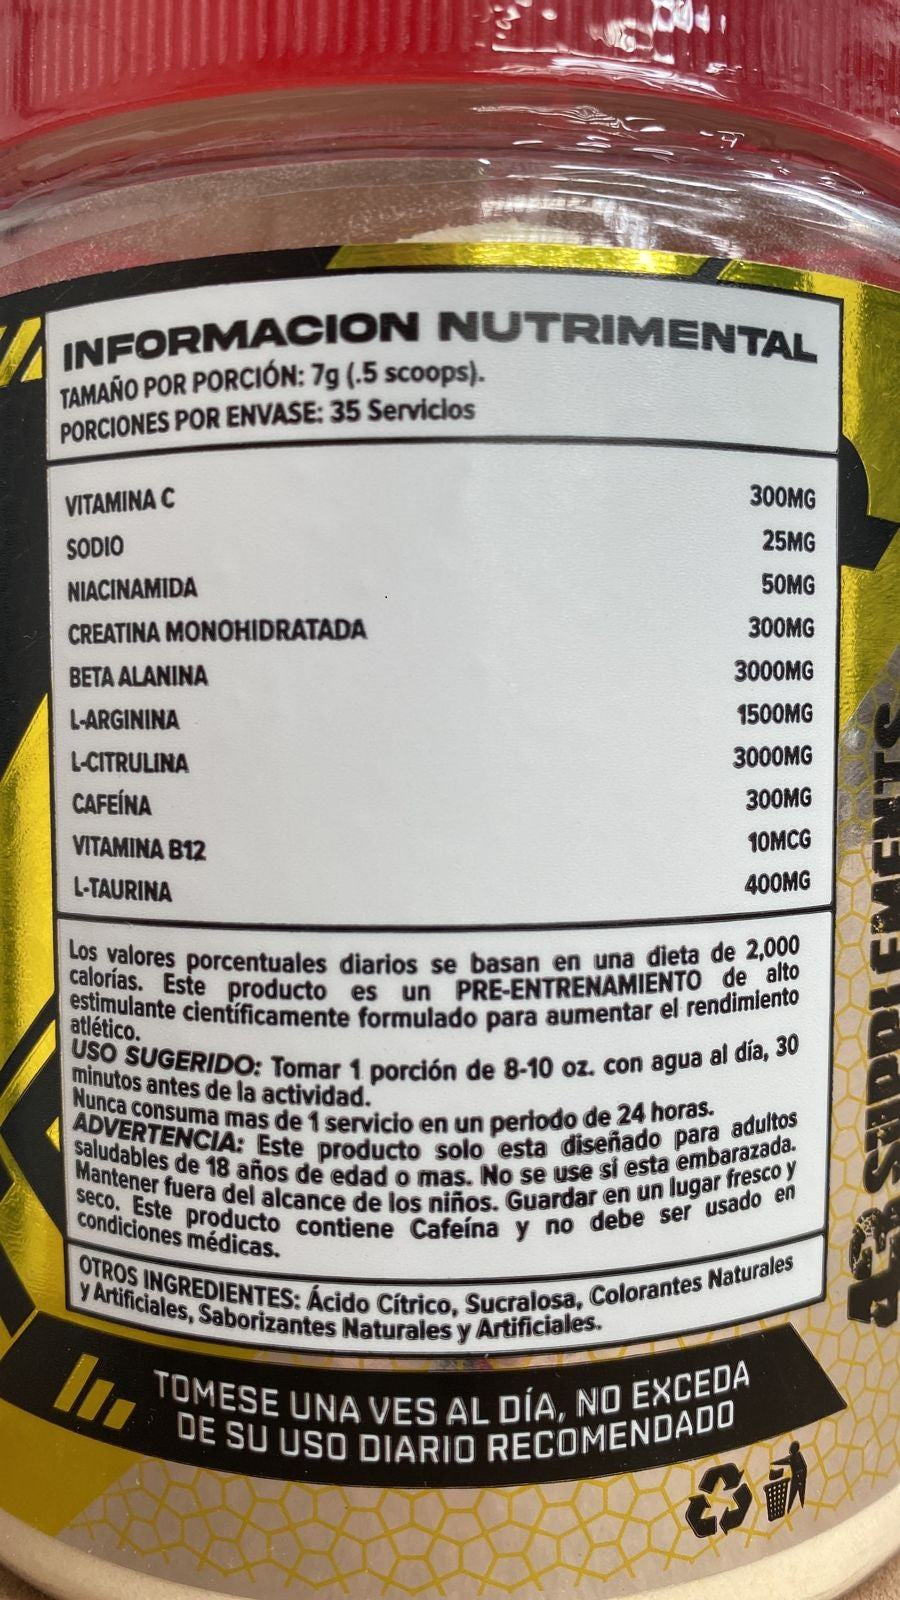 INFORMACION NUTRIMENTAL
TAMAÑO POR PORCIÓN: 7g (.5 scoops).
PORCIONES POR ENVASE: 35 Servicios
VITAMINA C 300MG
SODIO 25MG
NIACINAMIDA 50MG
CREATINA MONOHIDRATADA 300MG
BETA ALANINA 3000MG
L-ARGININA 1500MG
L-CITRULINA 3000MG
CAFEÍNA 300MG
VITAMINA B12 10MCG
L-TAURINA 400MG
Los valores porcentuales diarios se basan en una dieta de 2,000
calorías. Este producto es un PRE-ENTRENAMIENTO de alto
estimulante científicamente formulado para aumentar el rendimiento
atlético.
USO SUGERIDO: Tomar 1 porción de 8-10 oz. con agua al día, 30
minutos antes de la actividad.
Nunca consuma mas de 1 servicio en un periodo de 24 horas.
ADVERTENCIA: Este producto solo esta diseñado para adultos
saludables de 18 años de edad o mas. No se use si esta embarazada.
Mantener fuera del alcance de los niños. Guardar en un lugar fresco y
seco. Este producto contiene Cafeína y no debe ser usado en
condiciones médicas.
OTROS INGREDIENTES: Ácido Cítrico, Sucralosa, Colorantes Naturales
y Artificiales, Saborizantes Naturales y Artificiales.
TOMESE UNA VES AL DÍA, NO EXCEDA
DE SU USO DIARIO RECOMENDADO
SUPPLEMENTS